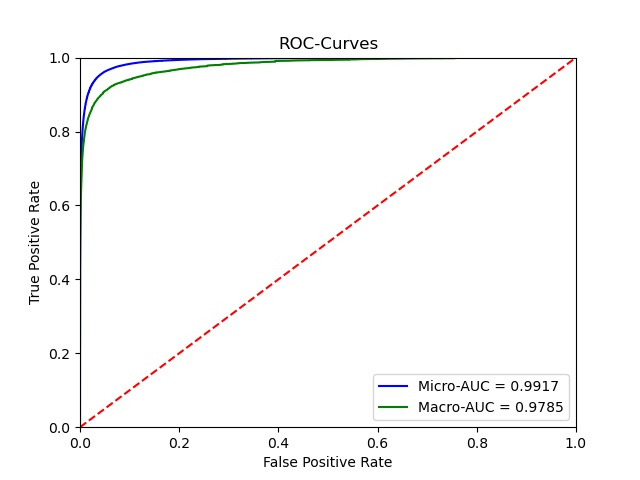 ROC-Curves
True Positive Rate
1.0
0.8
0.6
0.4
0.2
0.0
Micro-AUC = 0.9917
Macro-AUC = 0.9785
0.0 0.2 0.4 0.6 0.8 1.0
False Positive Rate